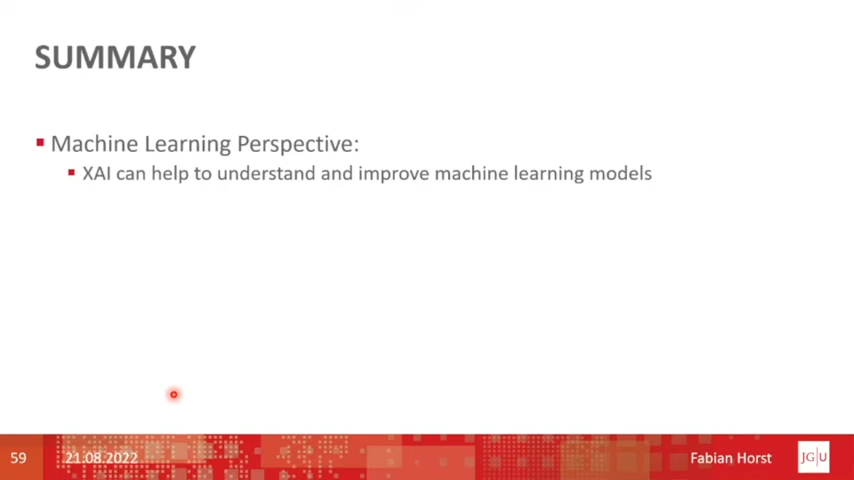 SUMMARY
Machine Learning Perspective:
XAI can help to understand and improve machine learning models
59 21.08.2022 Fabian Horst JG|U